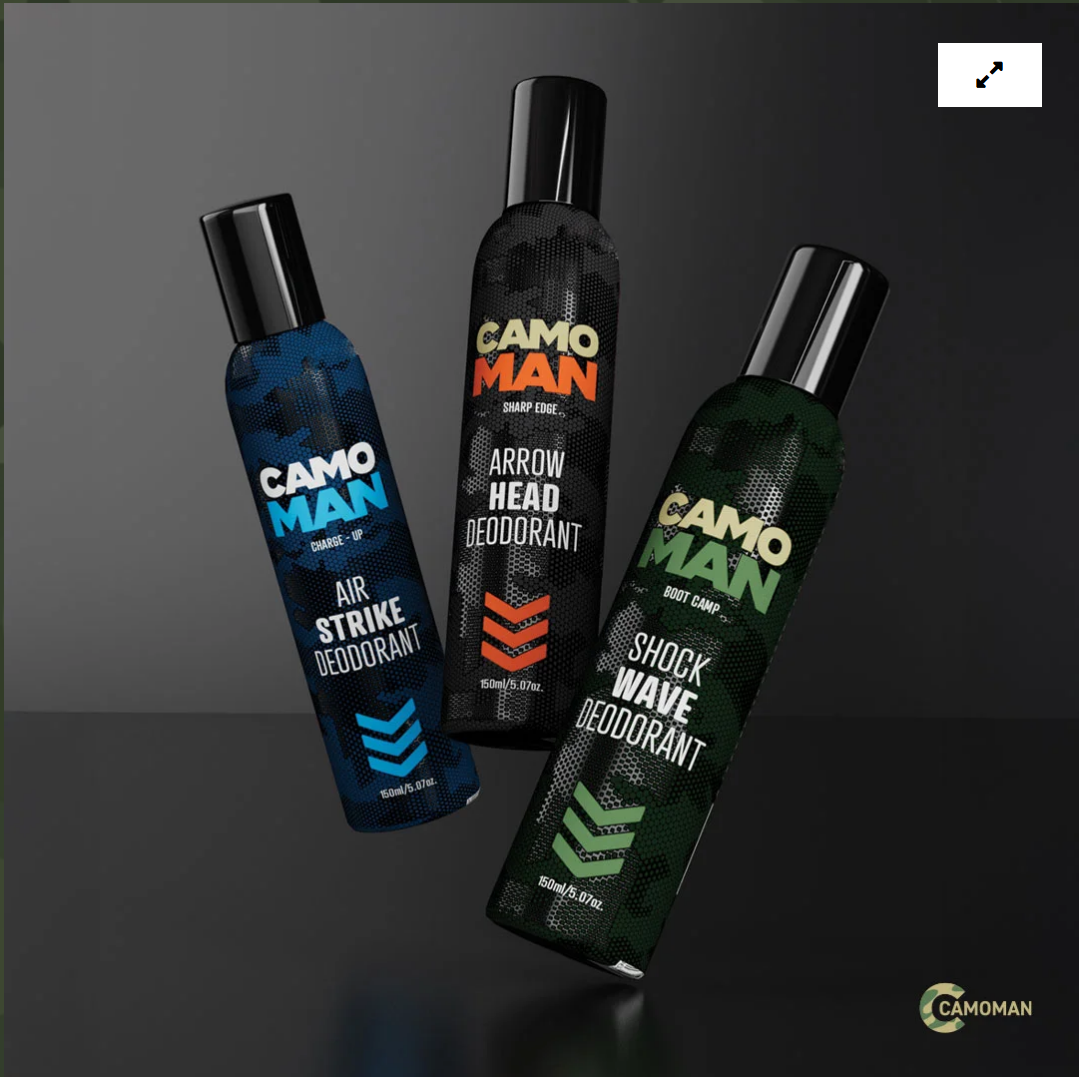 CAMO
MAN
CHARGE - UP
AIR
STRIKE
DEODORANT
150ml/5.07oz.
CAMO
MAN
SHARP EDGE
ARROW
HEAD
DEODORANT
150ml/5.07oz.
CAMO
MAN
BOOT CAMP
SHOCK
WAVE
DEODORANT
150ml/5.07oz.
CAMOMAN